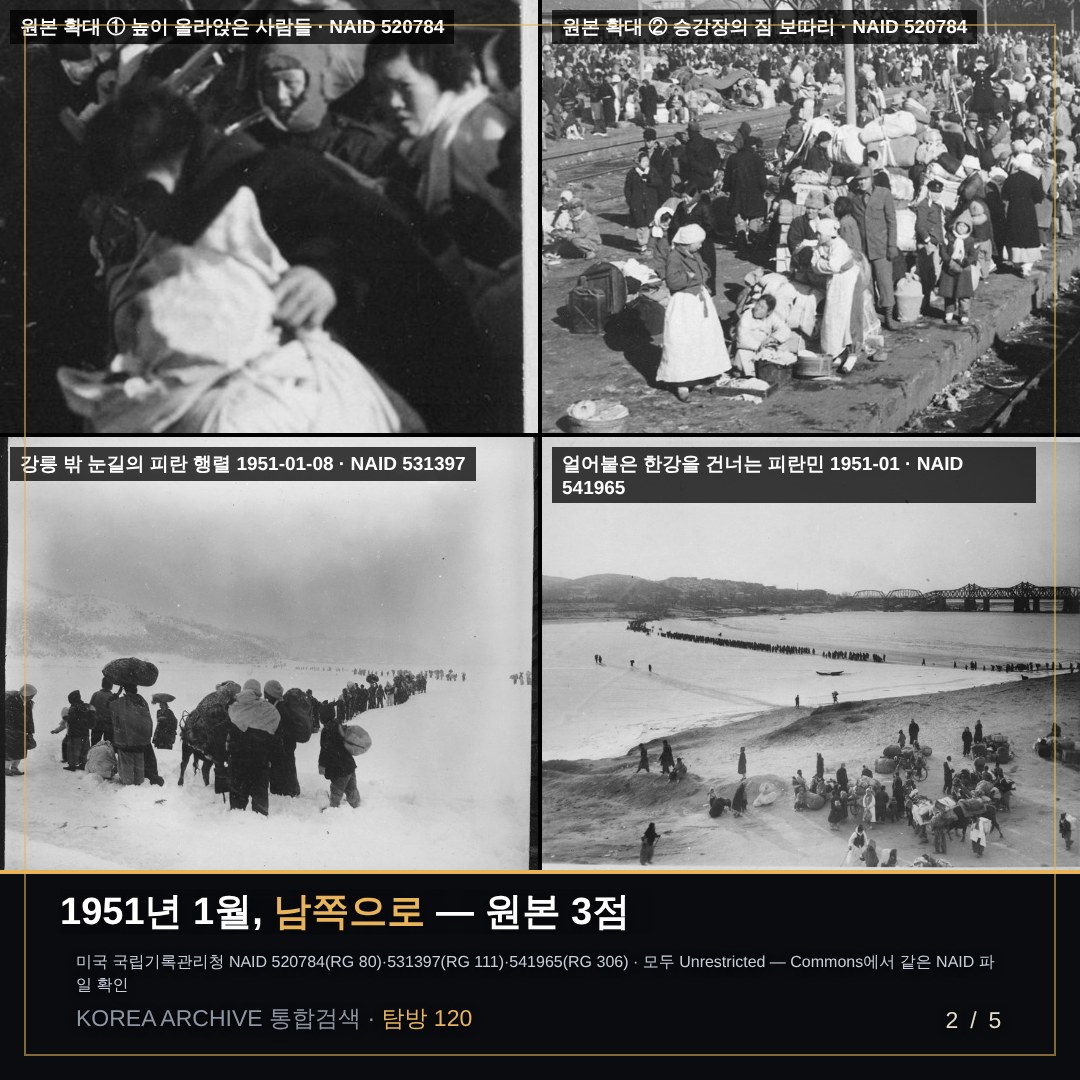 원본 확대 ① 높이 올라앉은 사람들 · NAID 520784
원본 확대 ② 승강장의 짐 보따리 · NAID 520784
강릉 밖 눈길의 피란 행렬 1951-01-08 · NAID 531397
얼어붙은 한강을 건너는 피란민 1951-01 · NAID
541965
1951년 1월, 남쪽으로 — 원본 3점
미국 국립기록관리청 NAID 520784(RG 80)·531397(RG 111)·541965(RG 306) · 모두 Unrestricted — Commons에서 같은 NAID 파
일 확인
KOREA ARCHIVE 통합검색 · 탐방 120
2 / 5